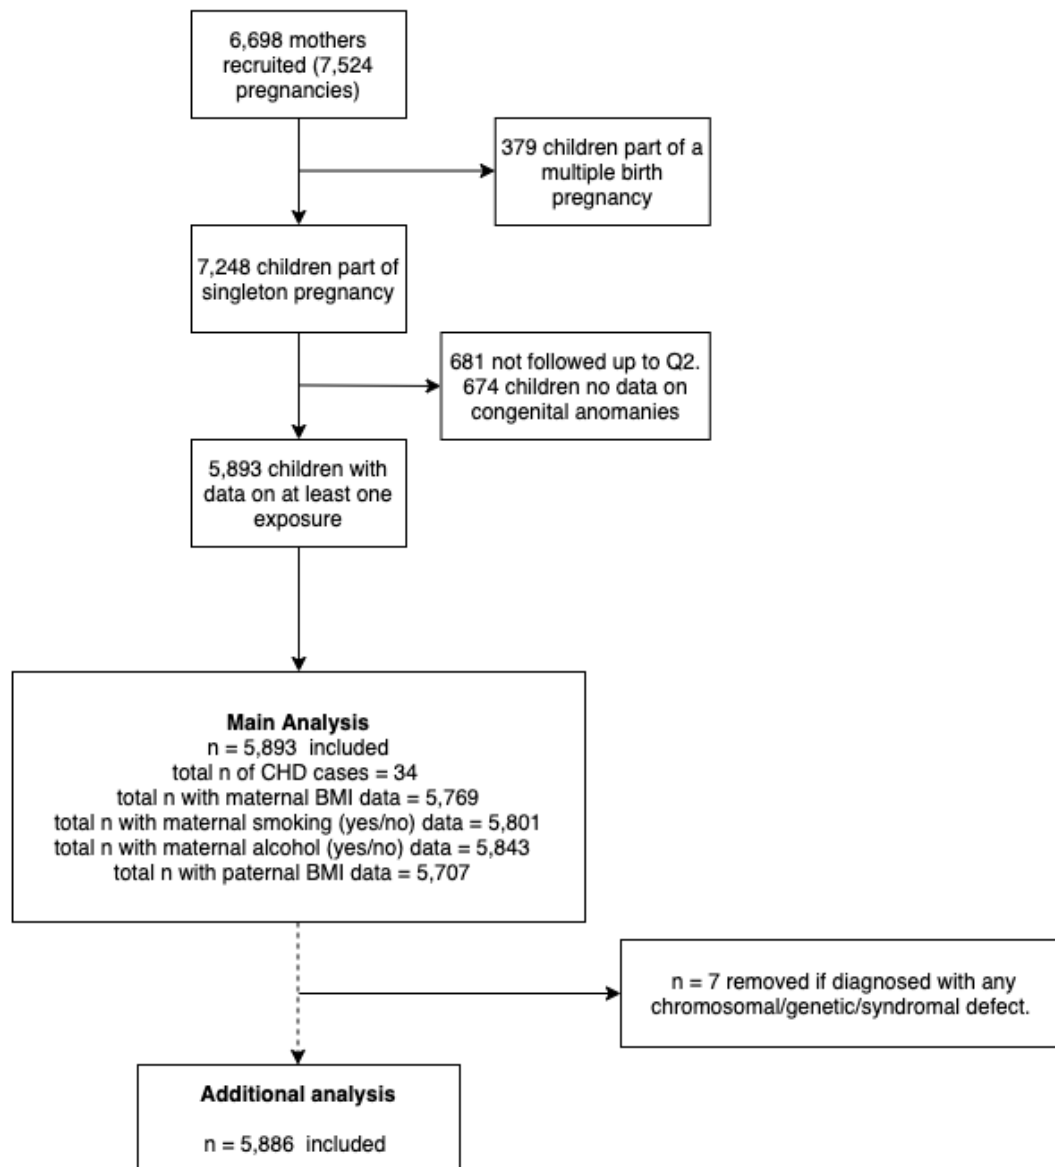 6,698 mothers
recruited (7,524
pregnancies)
379 children part of a
multiple birth
pregnancy
7,248 children part of
singleton pregnancy
681 not followed up to Q2.
674 children no data on
congenital anomanies
5,893 children with
data on at least one
exposure
Main Analysis
n = 5,893 included
total n of CHD cases = 34
total n with maternal BMI data = 5,769
total n with maternal smoking (yes/no) data = 5,801
total n with maternal alcohol (yes/no) data = 5,843
total n with paternal BMI data = 5,707
n = 7 removed if diagnosed with any
chromosomal/genetic/syndromal defect.
Additional analysis
n = 5,886 included